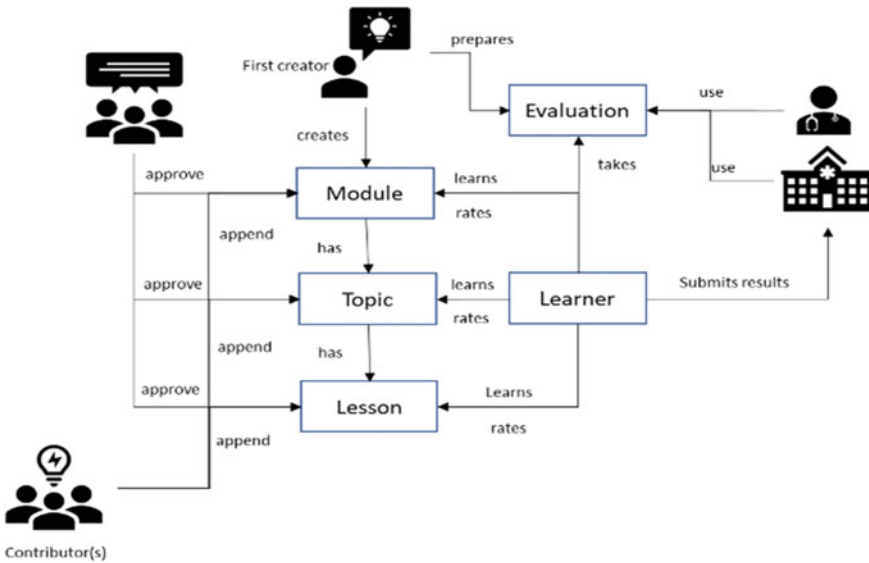 prepares
First creator
use
Evaluation
creates
takes
use
approve
learns
Module
rates
append
has
approve
learns
Submits results
Topic
Learner
rates
append
has
approve
Learns
Lesson
rates
append
Contributor(s)